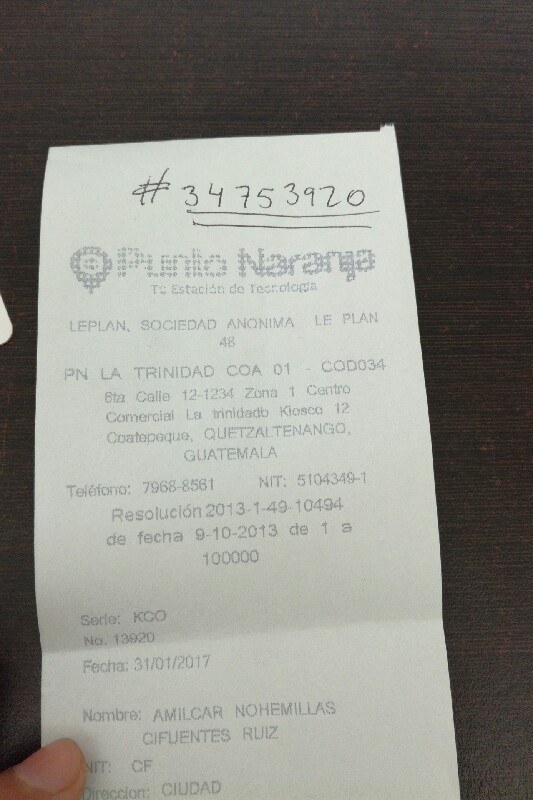 # 34753920
Punto Naranja
Tu Estación de Tecnología
LEPLAN, SOCIEDAD ANONIMA LE PLAN
48
PN LA TRINIDAD COA 01 - COD034
6ta Calle 12-1234 Zona 1 Centro
Comercial La trinidadb Kiosco 12
Coatepeque, QUETZALTENANGO,
GUATEMALA
Teléfono: 7968-8561 NIT: 5104349-1
Resolución 2013-1-49-10494
de fecha 9-10-2013 de 1 a
100000
Serie: KCO
No. 13920
Fecha: 31/01/2017
Nombre: AMILCAR NOHEMILLAS
CIFUENTES RUIZ
NIT: CF
Direccion: CIUDAD